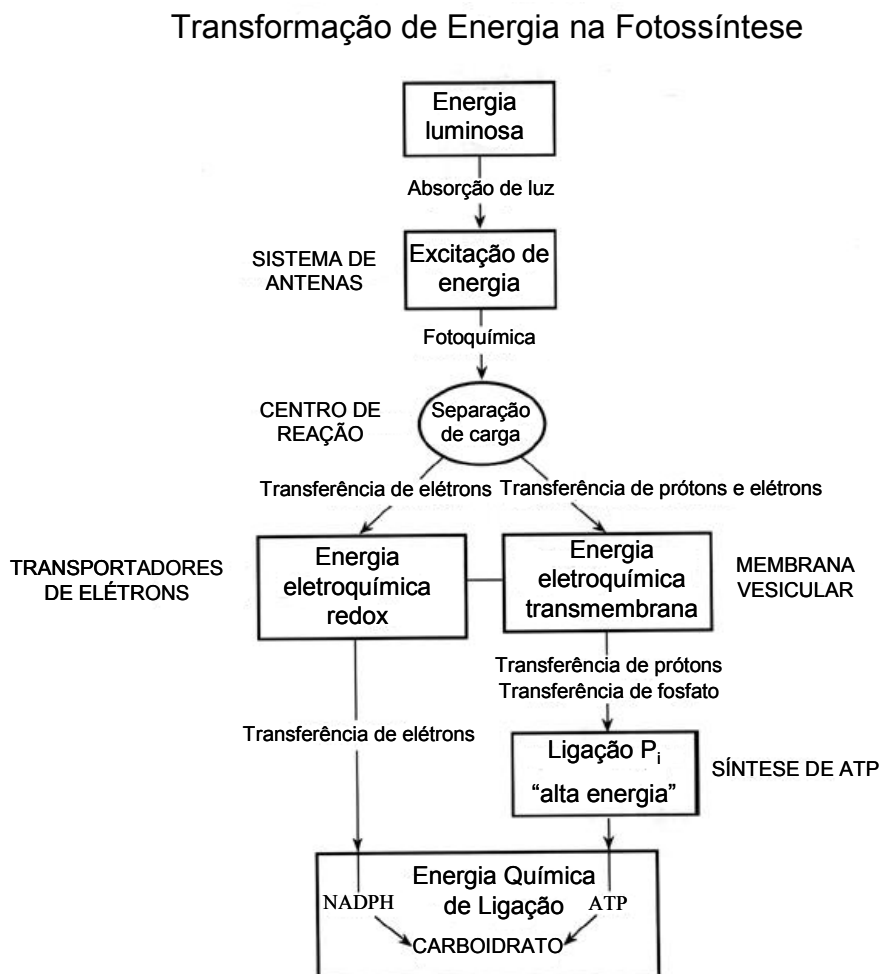 Transformação de Energia na Fotossíntese
Energia
luminosa
Absorção de luz
SISTEMA DE
ANTENAS
Excitação de
energia
Fotoquímica
CENTRO DE
REAÇÃO
Separação
de carga
Transferência de elétrons
Transferência de prótons e elétrons
TRANSPORTADORES
DE ELÉTRONS
Energia
eletroquímica
redox
Energia
eletroquímica
transmembrana
MEMBRANA
VESICULAR
Transferência de prótons
Transferência de fosfato
Transferência de elétrons
Ligação Pi
“alta energia”
SÍNTESE DE ATP
Energia Química
de Ligação
NADPH
ATP
CARBOIDRATO